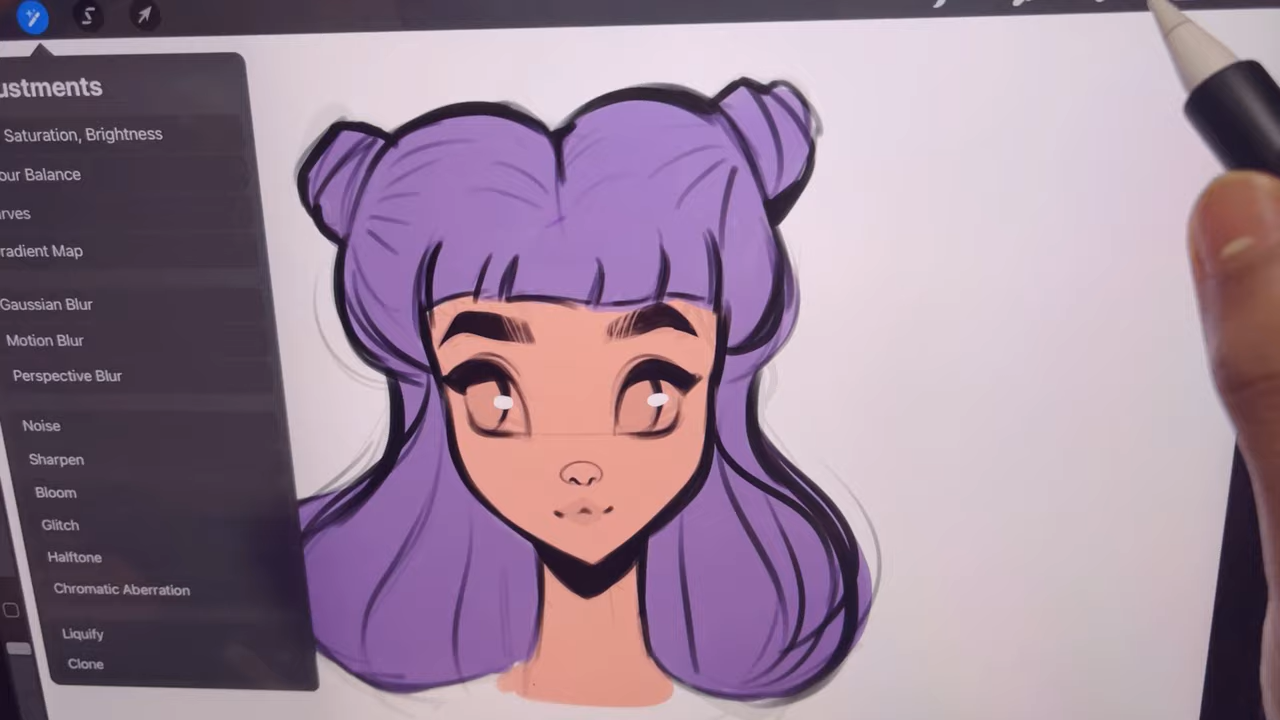 ustments
Saturation, Brightness
our Balance
rves
radient Map
Gaussian Blur
Motion Blur
Perspective Blur
Noise
Sharpen
Bloom
Glitch
Halftone
Chromatic Aberration
Liquify
Clone